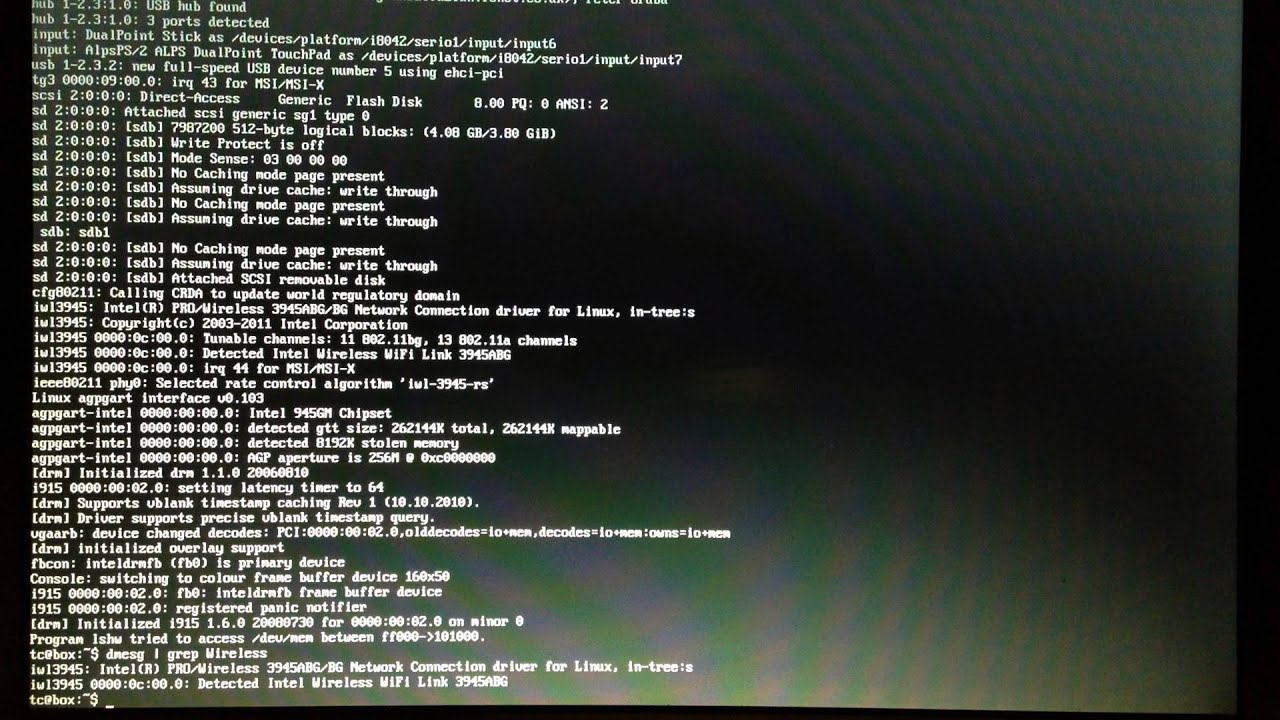 hub 1-2.3:1.0: USB hub found
hub 1-2.3:1.0: 3 ports detected
input: DualPoint Stick as /devices/platform/i8042/serio1/input/input6
input: AlpsPS/2 ALPS DualPoint TouchPad as /devices/platform/i8042/serio1/input/input7
usb 1-2.3.2: new full-speed USB device number 5 using ehci-pci
tg3 0000:09:00.0: irq 43 for MSI/MSI-X
scsi 2:0:0:0: Direct-Access     Generic  Flash Disk       8.00 PQ: 0 ANSI: 2
sd 2:0:0:0: Attached scsi generic sg1 type 0
sd 2:0:0:0: [sdb] 7987200 512-byte logical blocks: (4.08 GB/3.80 GiB)
sd 2:0:0:0: [sdb] Write Protect is off
sd 2:0:0:0: [sdb] Mode Sense: 03 00 00 00
sd 2:0:0:0: [sdb] No Caching mode page present
sd 2:0:0:0: [sdb] Assuming drive cache: write through
sd 2:0:0:0: [sdb] No Caching mode page present
sd 2:0:0:0: [sdb] Assuming drive cache: write through
 sdb: sdb1
sd 2:0:0:0: [sdb] No Caching mode page present
sd 2:0:0:0: [sdb] Assuming drive cache: write through
sd 2:0:0:0: [sdb] Attached SCSI removable disk
cfg80211: Calling CRDA to update world regulatory domain
iwl3945: Intel(R) PRO/Wireless 3945ABG/BG Network Connection driver for Linux, in-tree:s
iwl3945: Copyright(c) 2003-2011 Intel Corporation
iwl3945 0000:0c:00.0: Tunable channels: 11 802.11bg, 13 802.11a channels
iwl3945 0000:0c:00.0: Detected Intel Wireless WiFi Link 3945ABG
iwl3945 0000:0c:00.0: irq 44 for MSI/MSI-X
ieee80211 phy0: Selected rate control algorithm 'iwl-3945-rs'
Linux agpgart interface v0.103
agpgart-intel 0000:00:00.0: Intel 945GM Chipset
agpgart-intel 0000:00:00.0: detected gtt size: 262144K total, 262144K mappable
agpgart-intel 0000:00:00.0: detected 8192K stolen memory
agpgart-intel 0000:00:00.0: AGP aperture is 256M @ 0xc0000000
[drm] Initialized drm 1.1.0 20060810
i915 0000:00:02.0: setting latency timer to 64
[drm] Supports vblank timestamp caching Rev 1 (10.10.2010).
[drm] Driver supports precise vblank timestamp query.
vgaarb: device changed decodes: PCI:0000:00:02.0,olddecodes=io+mem,decodes=io+mem:owns=io+mem
[drm] initialized overlay support
fbcon: inteldrmfb (fb0) is primary device
Console: switching to colour frame buffer device 160x50
i915 0000:00:02.0: fb0: inteldrmfb frame buffer device
i915 0000:00:02.0: registered panic notifier
[drm] Initialized i915 1.6.0 20080730 for 0000:00:02.0 on minor 0
Program lshw tried to access /dev/mem between ff000->101000.
tc@box:~$ dmesg | grep Wireless
iwl3945: Intel(R) PRO/Wireless 3945ABG/BG Network Connection driver for Linux, in-tree:s
iwl3945 0000:0c:00.0: Detected Intel Wireless WiFi Link 3945ABG
tc@box:~$ _